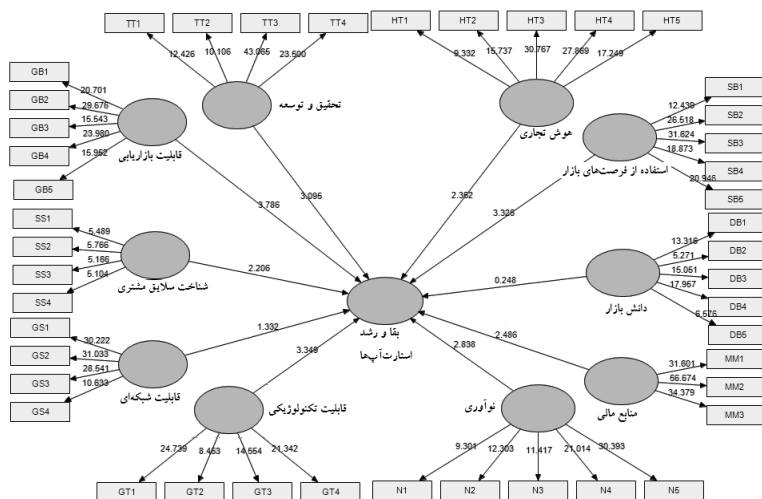 TT1
TT2
TT3
TT4
12.426
10.106
43.065
23.500
تحقیق و توسعه
HT1
HT2
HT3
HT4
HT5
9.332
15.737
30.767
27.869
17.249
هوش تجاری
GB1
GB2
GB3
GB4
GB5
20.701
29.676
15.543
23.980
15.952
قابلیت بازاریابی
SB1
SB2
SB3
SB4
SB5
12.439
26.518
31.624
18.873
20.946
استفاده از فرصت‌های بازار
3.786
3.095
2.352
3.326
SS1
SS2
SS3
SS4
5.489
5.766
5.166
5.104
شناخت سلایق مشتری
2.206
DB1
DB2
DB3
DB4
DB5
13.316
5.271
15.051
17.957
6.576
دانش بازار
0.248
بقا و رشد
استارت‌آپ‌ها
GS1
GS2
GS3
GS4
30.222
31.033
28.541
10.633
قابلیت شبکه‌ای
1.332
3.349
2.838
2.486
MM1
MM2
MM3
31.601
56.674
34.379
منابع مالی
قابلیت تکنولوژیکی
24.739
8.453
14.554
21.342
GT1
GT2
GT3
GT4
نوآوری
9.301
12.303
11.417
21.014
30.393
N1
N2
N3
N4
N5